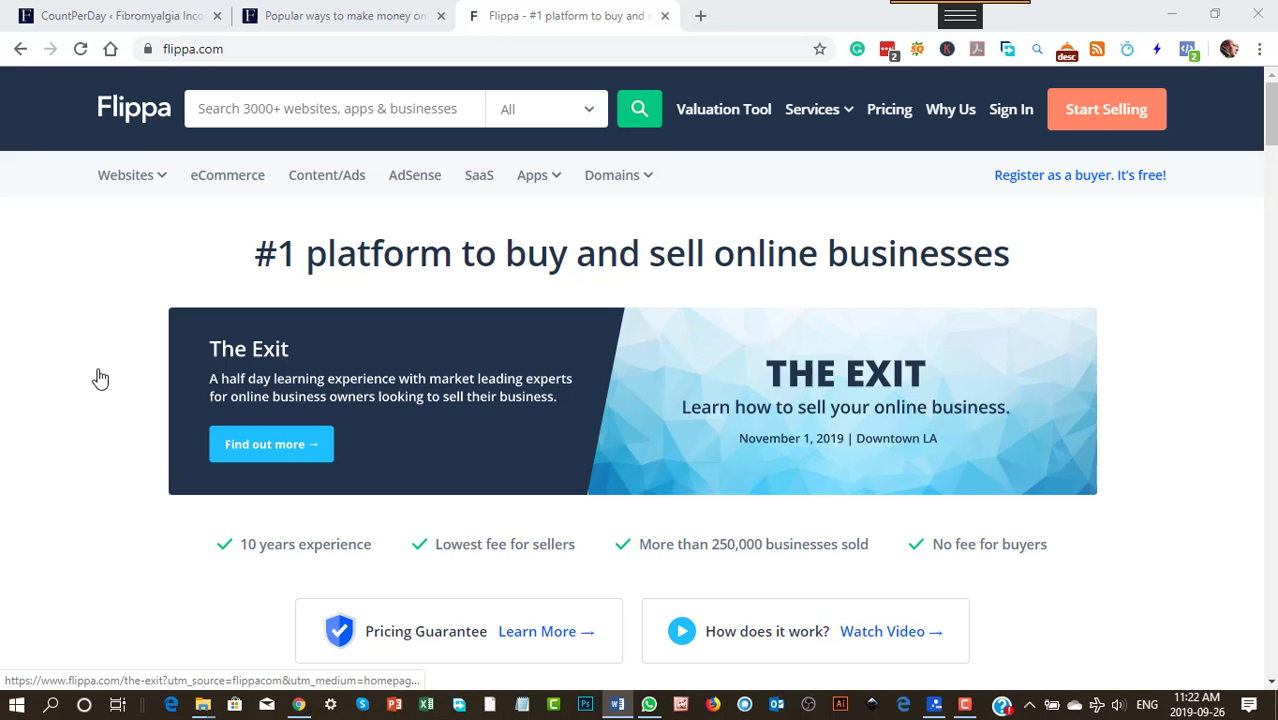 CountPerDay ‹ Fibromyalgia Inco
Popular ways to make money on
Flippa - #1 platform to buy and s
flippa.com
2
desc
2
Flippa
Search 3000+ websites, apps & businesses
All
Valuation Tool
Services
Pricing
Why Us
Sign In
Start Selling
Websites
eCommerce
Content/Ads
AdSense
SaaS
Apps
Domains
Register as a buyer. It's free!
#1 platform to buy and sell online businesses
The Exit
A half day learning experience with market leading experts
for online business owners looking to sell their business.
Find out more →
THE EXIT
Learn how to sell your online business.
November 1, 2019 | Downtown LA
10 years experience
Lowest fee for sellers
More than 250,000 businesses sold
No fee for buyers
Pricing Guarantee
Learn More →
How does it work?
Watch Video →
https://www.flippa.com/the-exit?utm_source=flippacom&utm_medium=homepag...
11:22 AM
2019-09-26